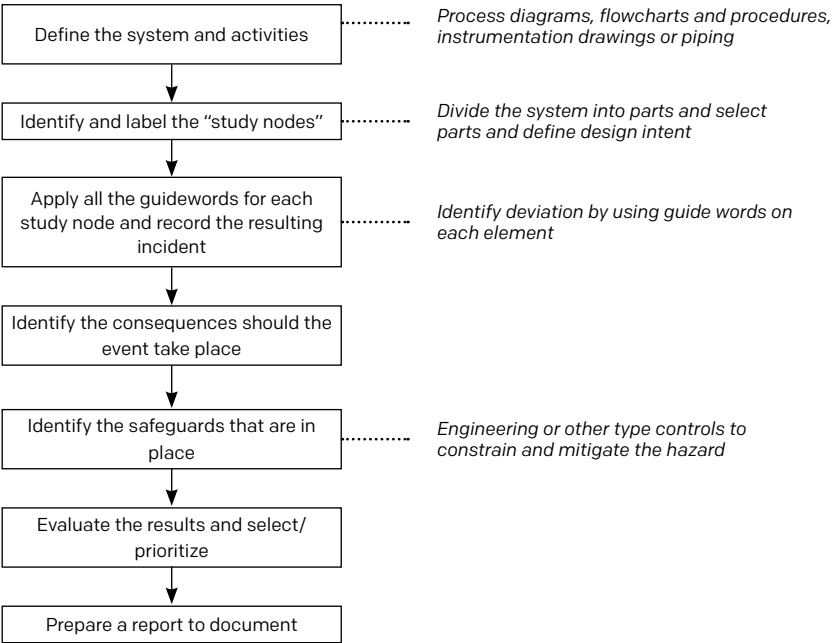 Define the system and activities
Process diagrams, flowcharts and procedures,
instrumentation drawings or piping
Identify and label the “study nodes”
Divide the system into parts and select
parts and define design intent
Apply all the guidewords for each
study node and record the resulting
incident
Identify deviation by using guide words on
each element
Identify the consequences should the
event take place
Identify the safeguards that are in
place
Engineering or other type controls to
constrain and mitigate the hazard
Evaluate the results and select/
prioritize
Prepare a report to document